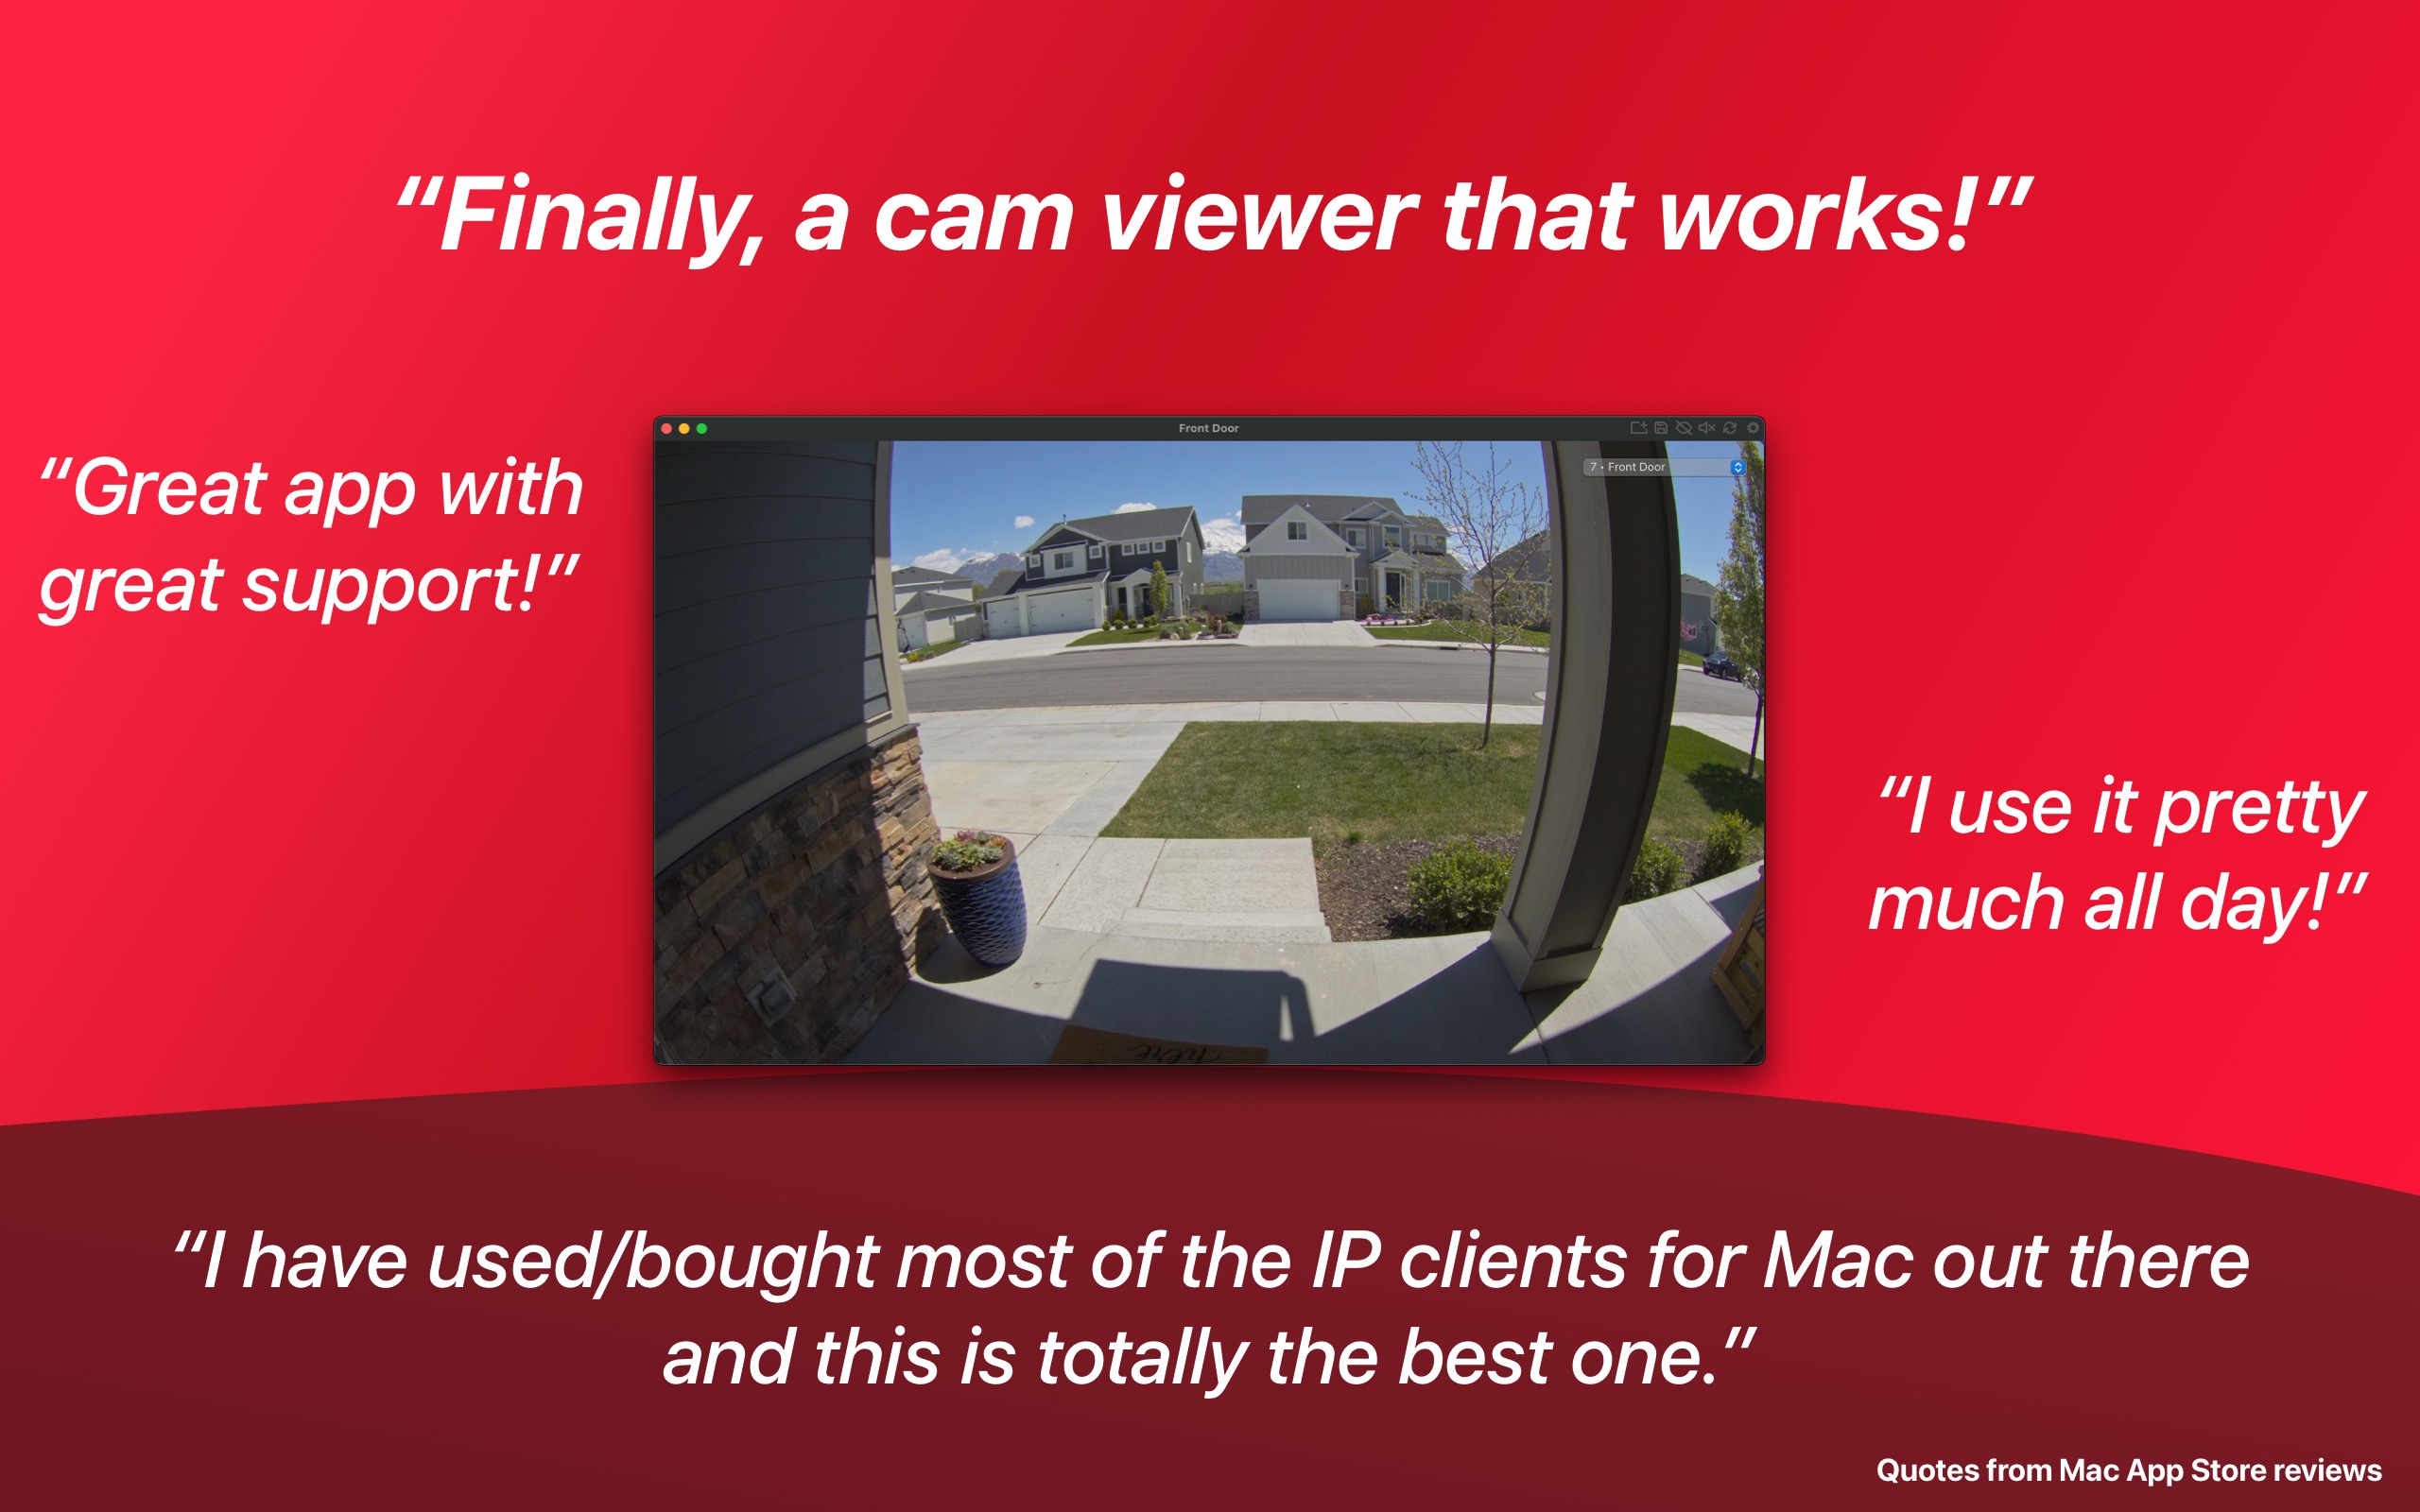 “Finally, a cam viewer that works!”
Front Door
7 • Front Door
“Great app with
great support!”
“I use it pretty
much all day!”
here
“I have used/bought most of the IP clients for Mac out there
and this is totally the best one.”
Quotes from Mac App Store reviews